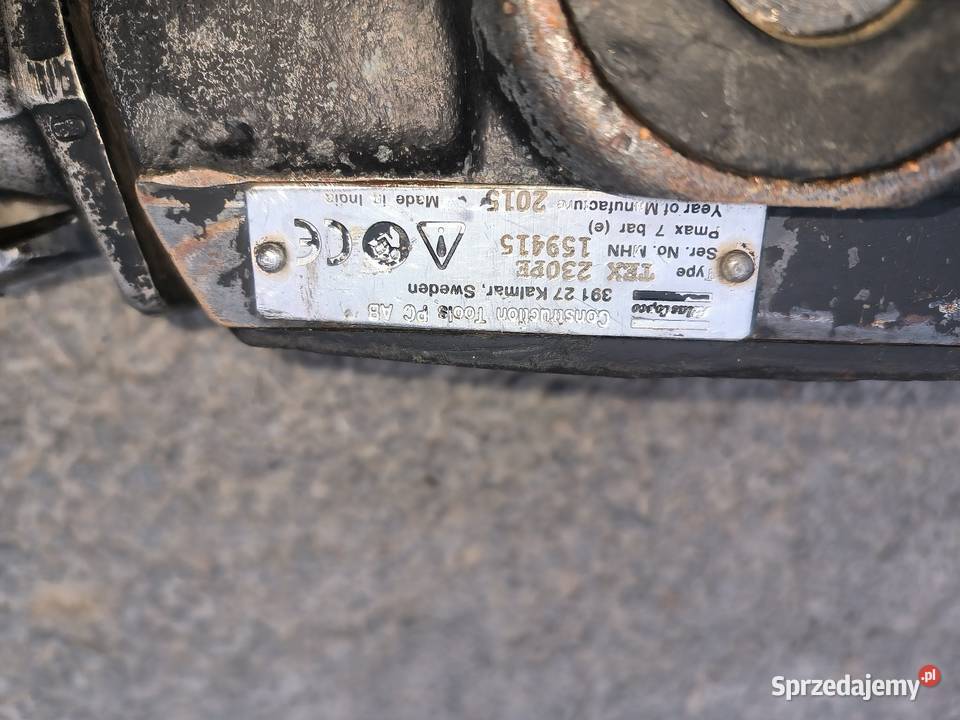 Atlas Copco
Construction Tools PC AB
391 27 Kalmar, Sweden
Type TEX 230PE
Ser. No. MHN 159415
Pmax 7 bar (e)
Year of Manufacture 2015 Made in India
CE
Sprzedajemy.pl